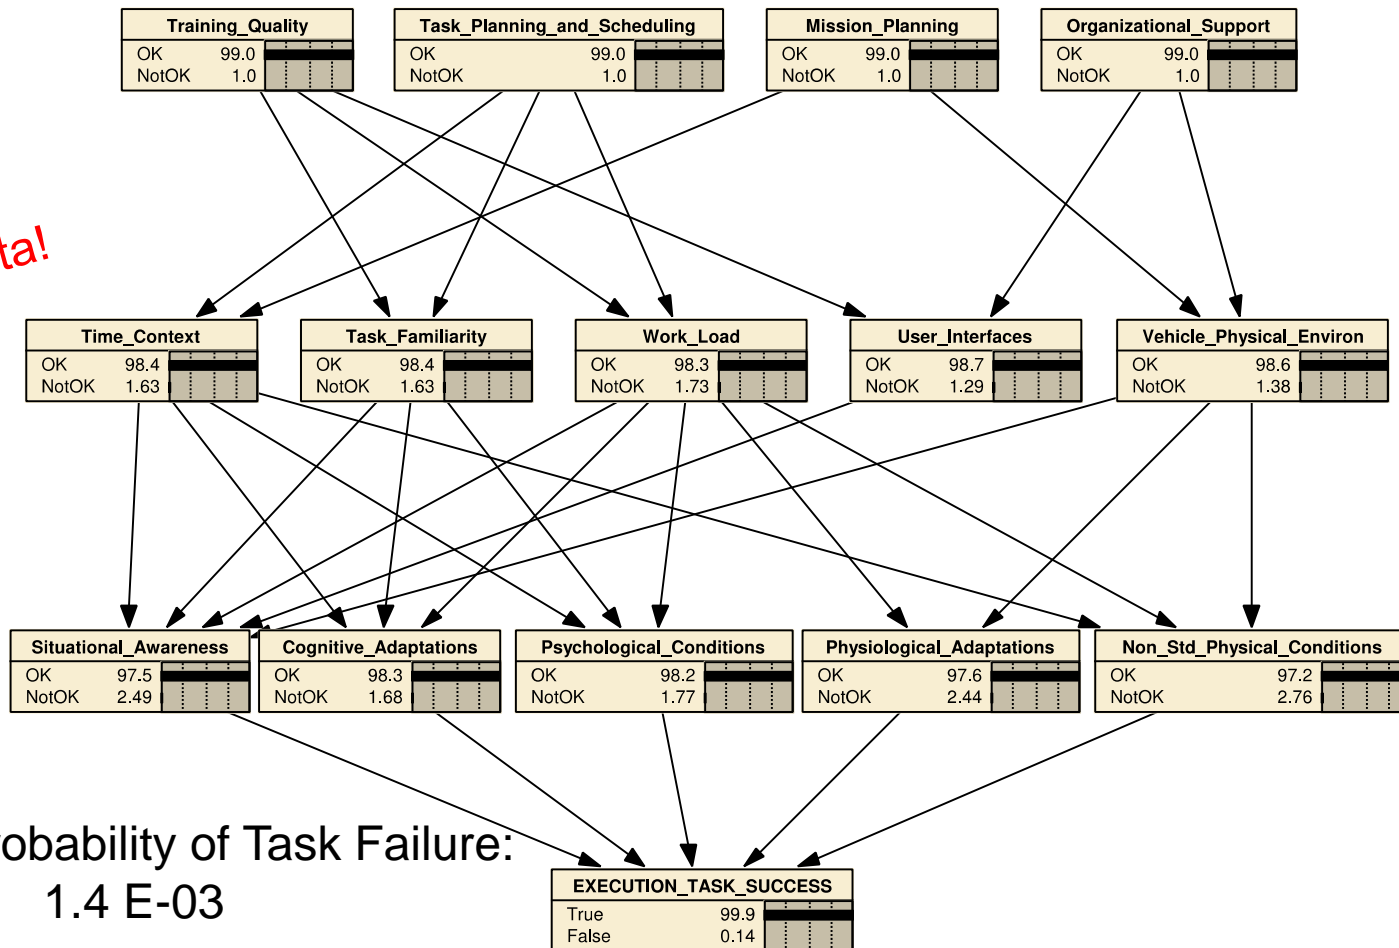 Training_Quality
OK 99.0
NotOK 1.0
Task_Planning_and_Scheduling
OK 99.0
NotOK 1.0
Mission_Planning
OK 99.0
NotOK 1.0
Organizational_Support
OK 99.0
NotOK 1.0
ta!
Time_Context
OK 98.4
NotOK 1.63
Task_Familiarity
OK 98.4
NotOK 1.63
Work_Load
OK 98.3
NotOK 1.73
User_Interfaces
OK 98.7
NotOK 1.29
Vehicle_Physical_Environ
OK 98.6
NotOK 1.38
Situational_Awareness
OK 97.5
NotOK 2.49
Cognitive_Adaptations
OK 98.3
NotOK 1.68
Psychological_Conditions
OK 98.2
NotOK 1.77
Physiological_Adaptations
OK 97.6
NotOK 2.44
Non_Std_Physical_Conditions
OK 97.2
NotOK 2.76
obability of Task Failure:
1.4 E-03
EXECUTION_TASK_SUCCESS
True 99.9
False 0.14